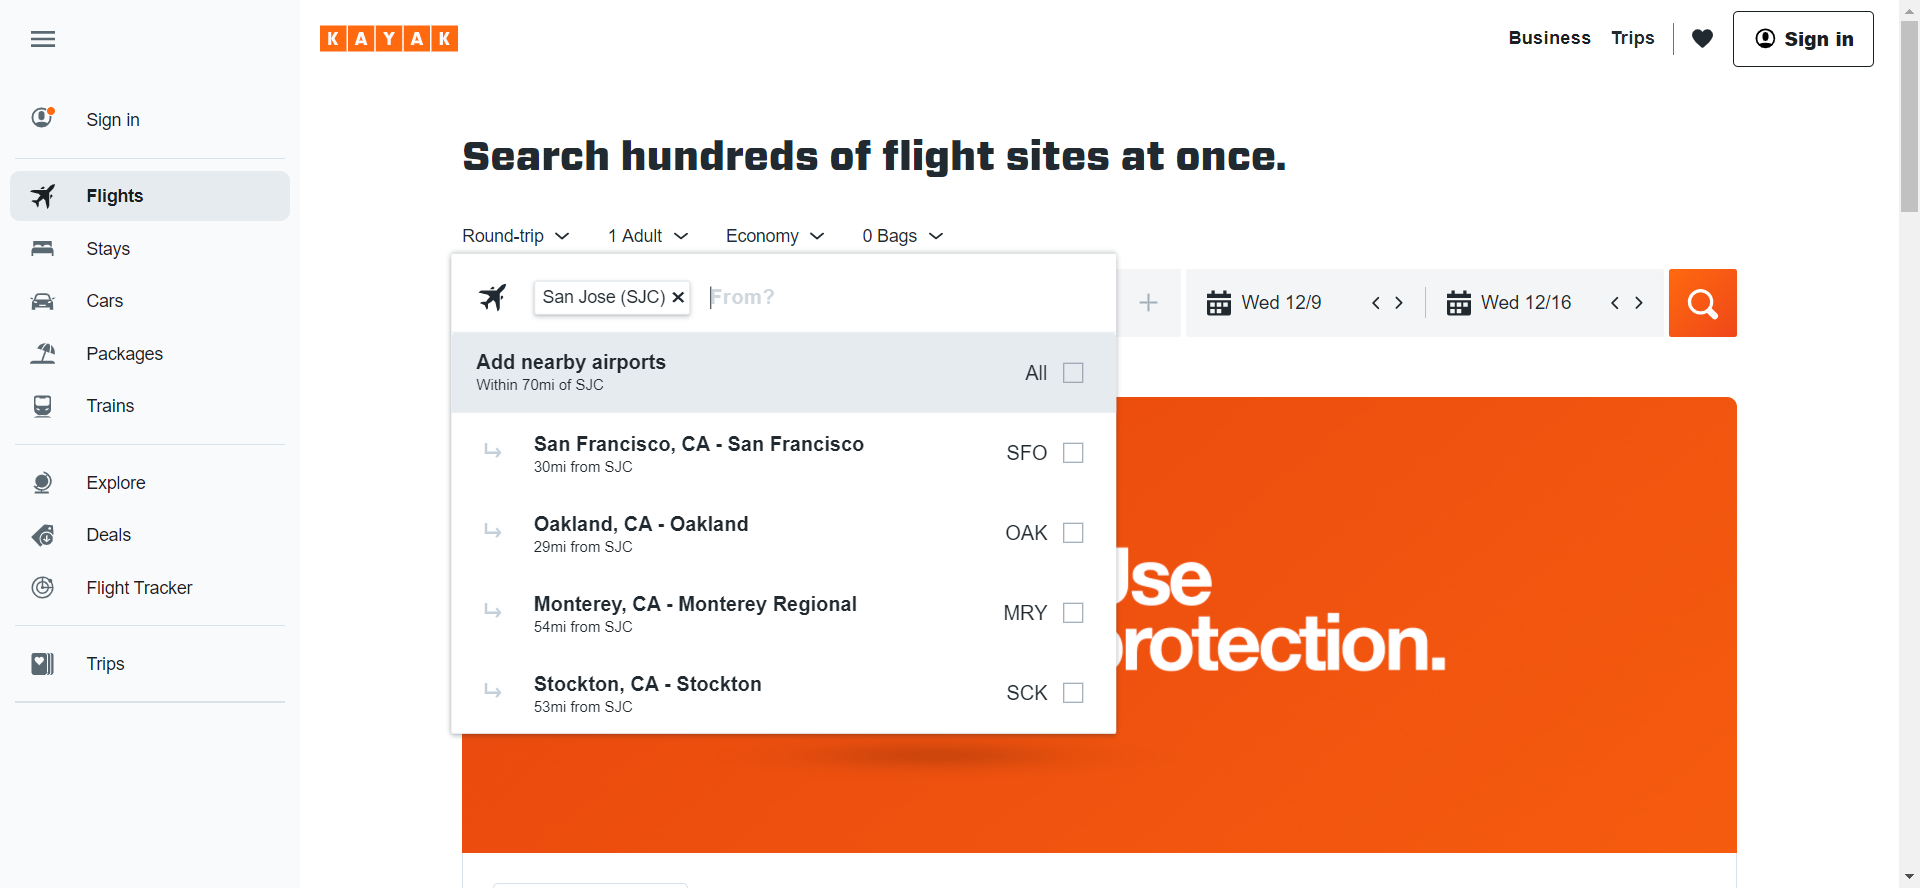 KAYAK
Business
Trips
Sign in
Sign in
Flights
Stays
Cars
Packages
Trains
Explore
Deals
Flight Tracker
Trips
Search hundreds of flight sites at once.
Round-trip
1 Adult
Economy
0 Bags
San Jose (SJC)
From?
Wed 12/9
Wed 12/16
Add nearby airports
Within 70mi of SJC
All
San Francisco, CA - San Francisco
30mi from SJC
SFO
Oakland, CA - Oakland
29mi from SJC
OAK
Monterey, CA - Monterey Regional
54mi from SJC
MRY
Stockton, CA - Stockton
53mi from SJC
SCK
Use
protection.